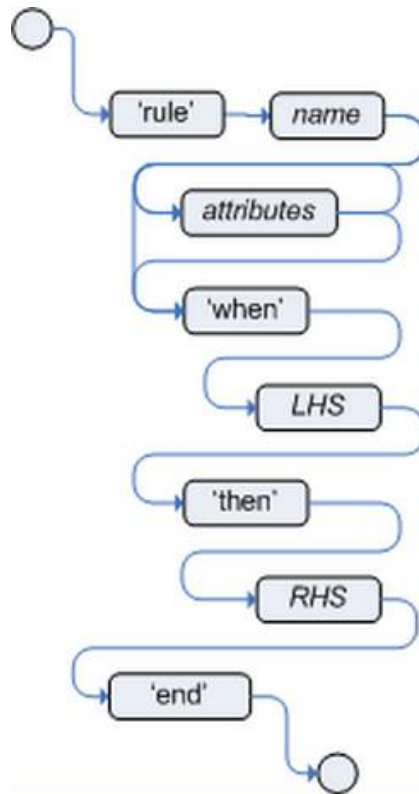 'rule' name
attributes
'when'
LHS
'then'
RHS
'end'